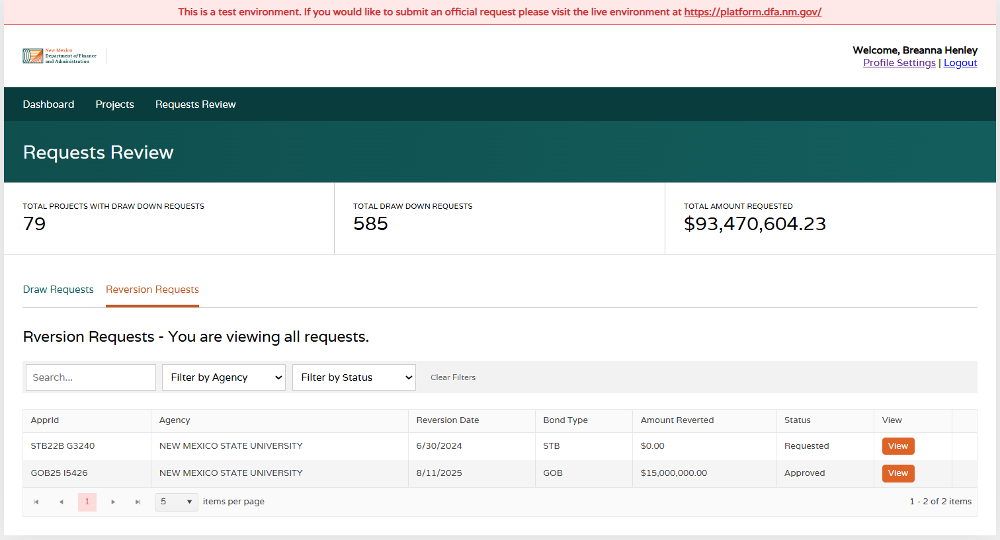 This is a test environment. If you would like to submit an official request please visit the live environment at https://platform.dfa.nm.gov/
New Mexico
Department of Finance
and Administration
Welcome, Breanna Henley
Profile Settings | Logout
Dashboard Projects Requests Review
Requests Review
TOTAL PROJECTS WITH DRAW DOWN REQUESTS
79
TOTAL DRAW DOWN REQUESTS
585
TOTAL AMOUNT REQUESTED
$93,470,604.23
Draw Requests Reversion Requests
Rversion Requests - You are viewing all requests.
Search... Filter by Agency Filter by Status Clear Filters
ApprId Agency Reversion Date Bond Type Amount Reverted Status View
STB22B G3240 NEW MEXICO STATE UNIVERSITY 6/30/2024 STB $0.00 Requested View
GOB25 I5426 NEW MEXICO STATE UNIVERSITY 8/11/2025 GOB $15,000,000.00 Approved View
1 5 items per page 1 - 2 of 2 items